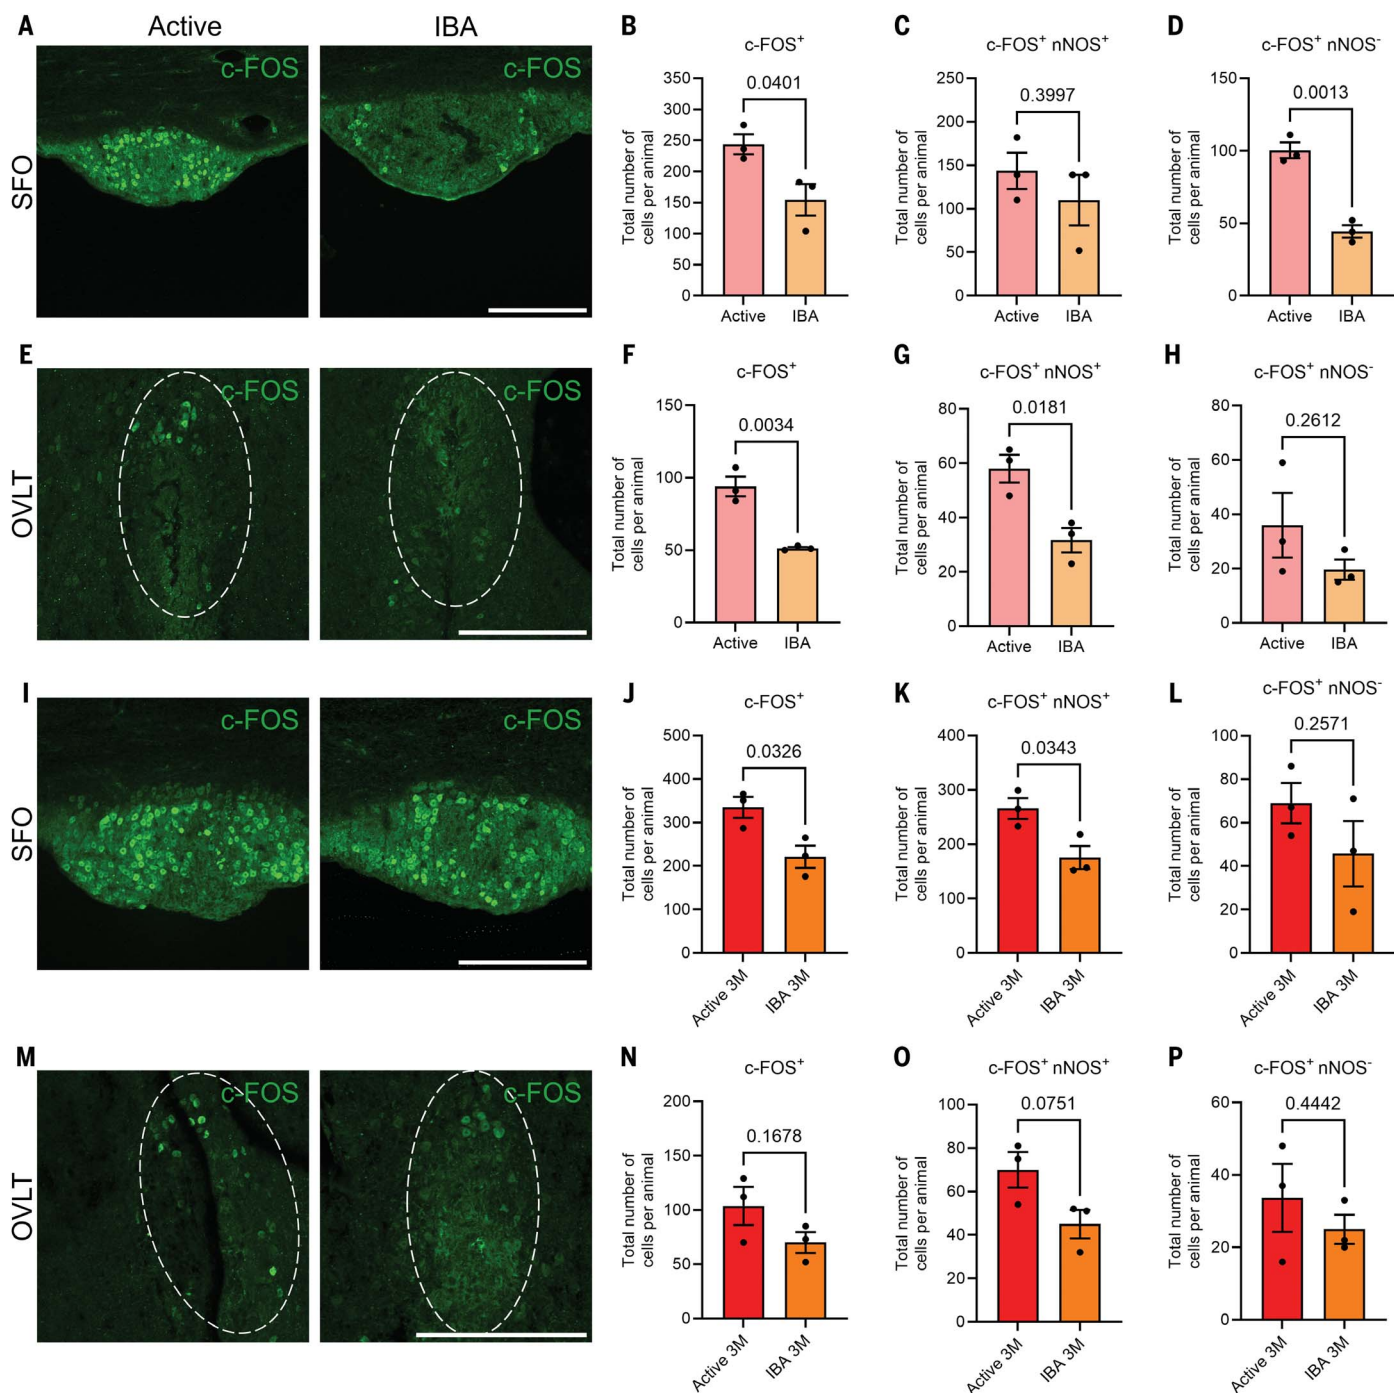 A
Active
IBA
SFO
c-FOS
c-FOS
B
c-FOS⁺
0.0401
Total number of
cells per animal
350
300
250
200
150
100
50
0
Active
IBA
C
c-FOS⁺ nNOS⁺
0.3997
Total number of
cells per animal
250
200
150
100
50
0
Active
IBA
D
c-FOS⁺ nNOS⁻
0.0013
Total number of
cells per animal
150
100
50
0
Active
IBA
E
OVLT
c-FOS
c-FOS
F
c-FOS⁺
0.0034
Total number of
cells per animal
150
100
50
0
Active
IBA
G
c-FOS⁺ nNOS⁺
0.0181
Total number of
cells per animal
80
60
40
20
0
Active
IBA
H
c-FOS⁺ nNOS⁻
0.2612
Total number of
cells per animal
80
60
40
20
0
Active
IBA
I
SFO
c-FOS
c-FOS
J
c-FOS⁺
0.0326
Total number of
cells per animal
500
400
300
200
100
0
Active 3M
IBA 3M
K
c-FOS⁺ nNOS⁺
0.0343
Total number of
cells per animal
400
300
200
100
0
Active 3M
IBA 3M
L
c-FOS⁺ nNOS⁻
0.2571
Total number of
cells per animal
100
80
60
40
20
0
Active 3M
IBA 3M
M
OVLT
c-FOS
c-FOS
N
c-FOS⁺
0.1678
Total number of
cells per animal
200
150
100
50
0
Active 3M
IBA 3M
O
c-FOS⁺ nNOS⁺
0.0751
Total number of
cells per animal
100
80
60
40
20
0
Active 3M
IBA 3M
P
c-FOS⁺ nNOS⁻
0.4442
Total number of
cells per animal
60
40
20
0
Active 3M
IBA 3M